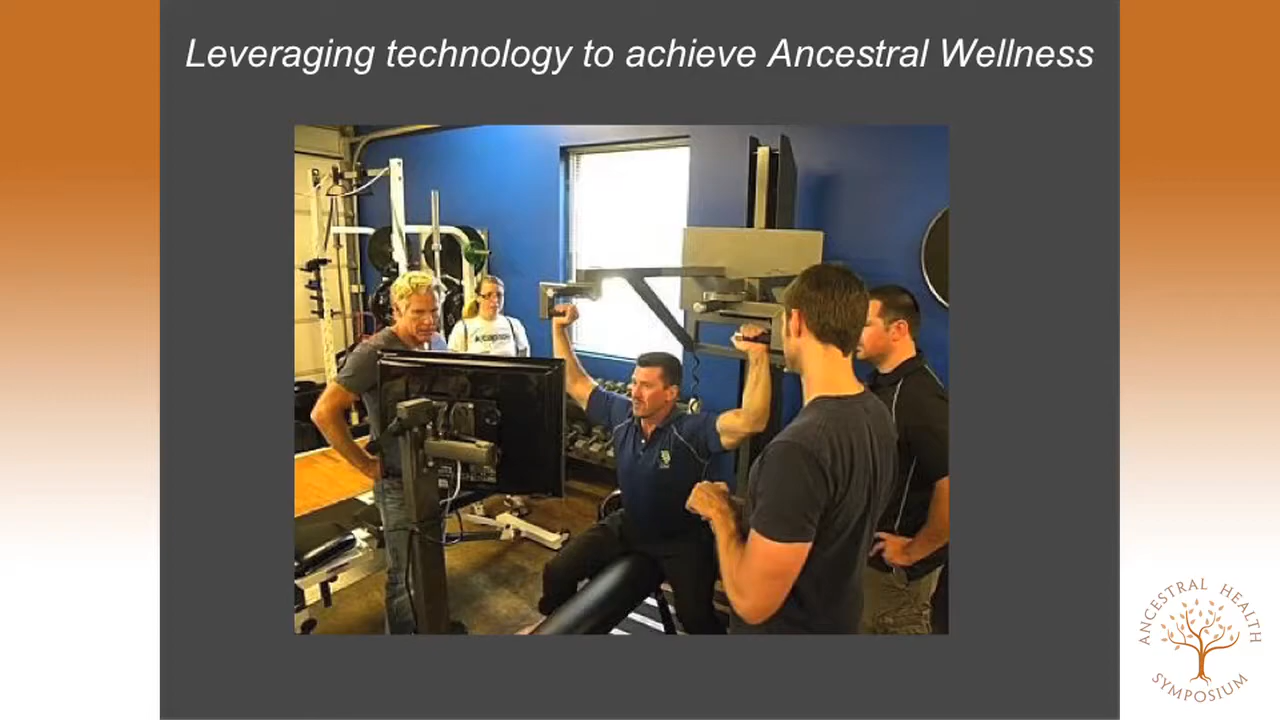 Leveraging technology to achieve Ancestral Wellness
ANCESTRAL HEALTH
SYMPOSIUM